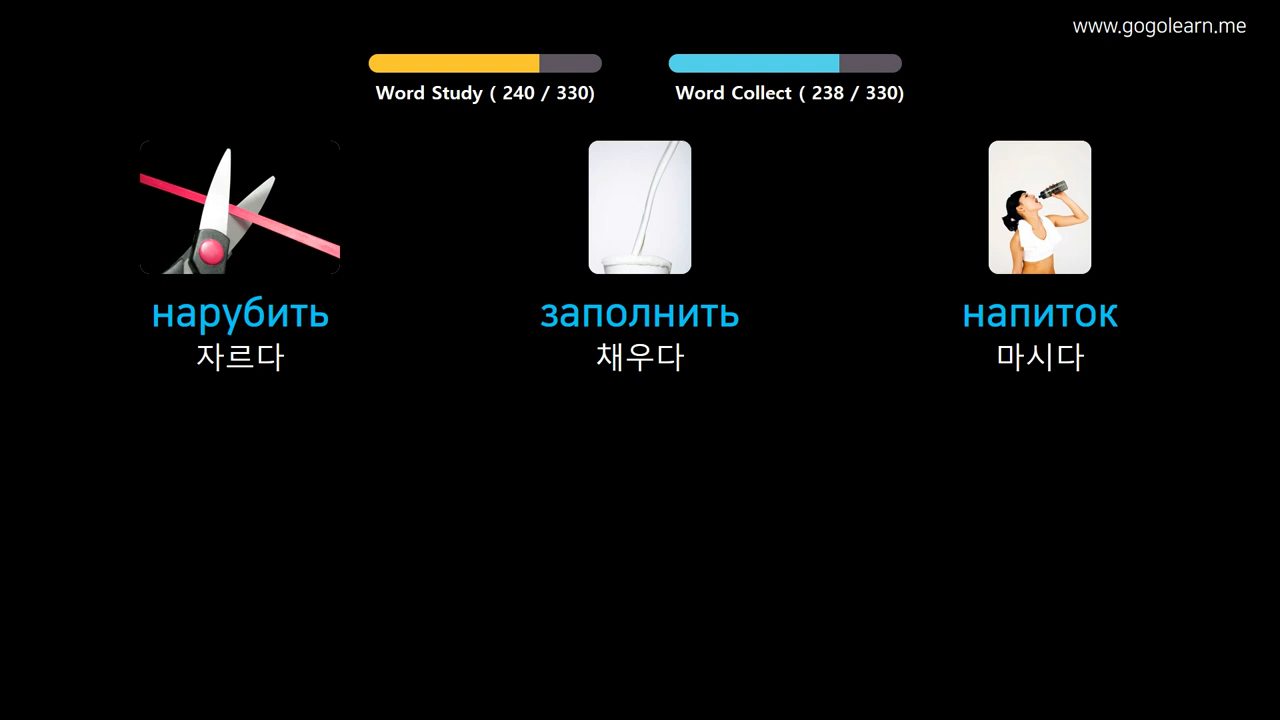 www.gogolearn.me
Word Study ( 240 / 330)
Word Collect ( 238 / 330)
нарубить
자르다
заполнить
채우다
напиток
마시다